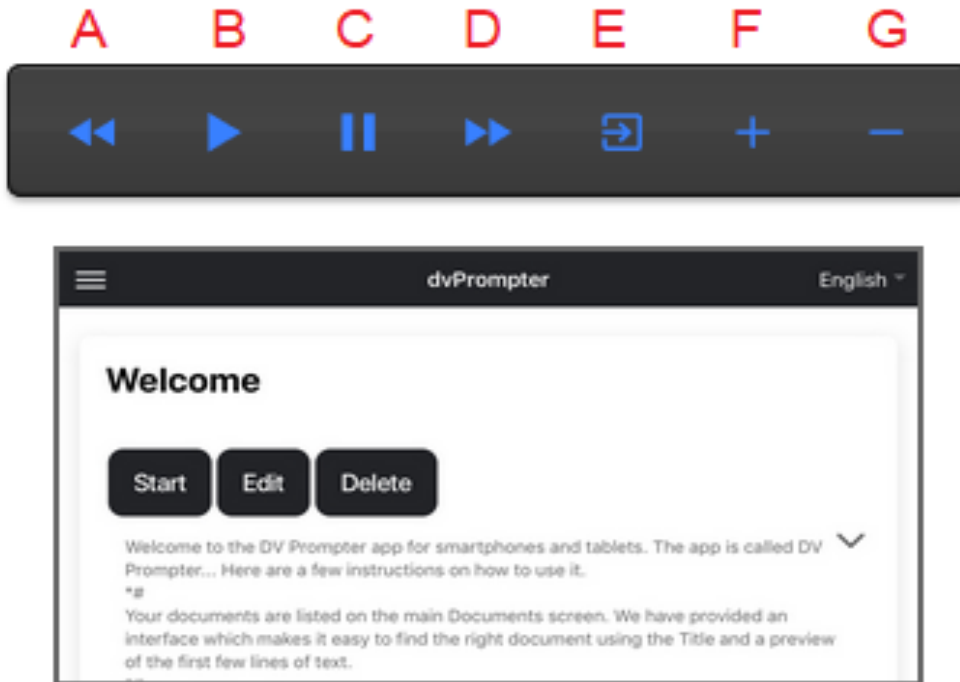 A B C D E F G
dvPrompter English
Welcome
Start Edit Delete
Welcome to the DV Prompter app for smartphones and tablets. The app is called DV
Prompter... Here are a few instructions on how to use it.
*#
Your documents are listed on the main Documents screen. We have provided an
interface which makes it easy to find the right document using the Title and a preview
of the first few lines of text.